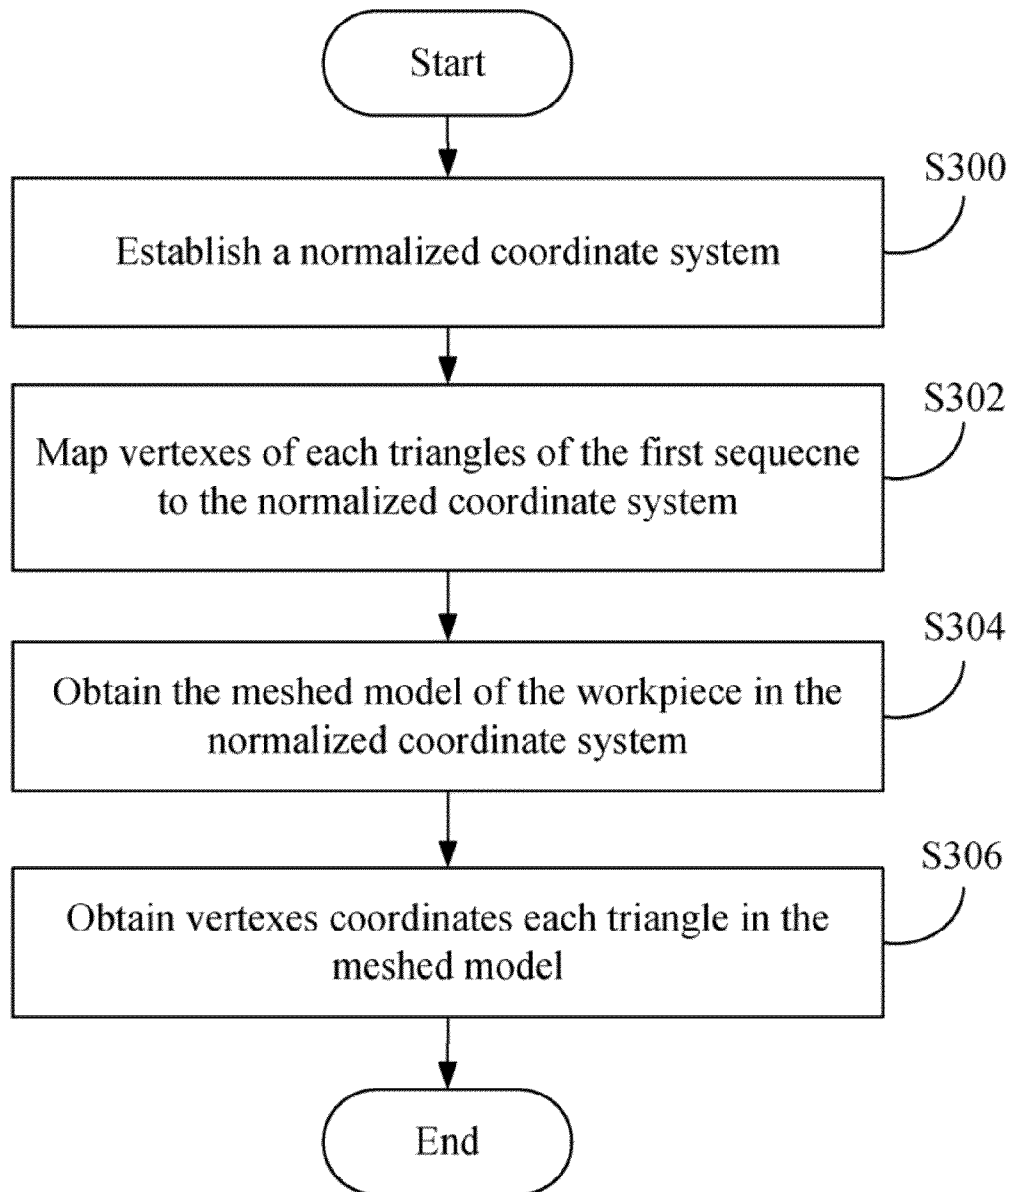 Start
S300
Establish a normalized coordinate system
S302
Map vertexes of each triangles of the first sequecne
to the normalized coordinate system
S304
Obtain the meshed model of the workpiece in the
normalized coordinate system
S306
Obtain vertexes coordinates each triangle in the
meshed model
End